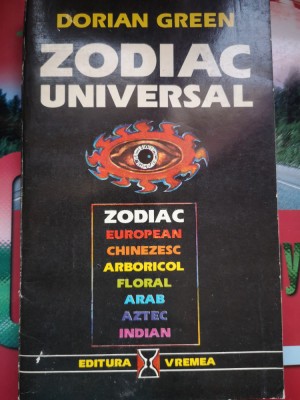 DORIAN GREEN
ZODIAC
UNIVERSAL
ZODIAC
EUROPEAN
CHINEZESC
ARBORICOL
FLORAL
ARAB
AZTEC
INDIAN
EDITURA VREMEA